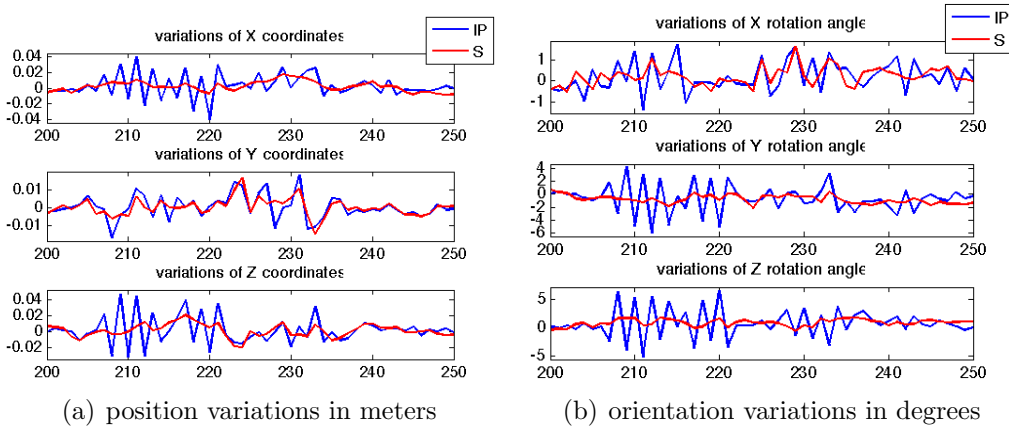 variations of X coordinates
IP
S
0.04
0.02
0
-0.02
-0.04
200 210 220 230 240 250
variations of Y coordinates
0.01
0
-0.01
200 210 220 230 240 250
variations of Z coordinates
0.04
0.02
0
-0.02
200 210 220 230 240 250
(a) position variations in meters
variations of X rotation angle
IP
S
1
0
-1
200 210 220 230 240 250
variations of Y rotation angle
4
2
0
-2
-4
-6
200 210 220 230 240 250
variations of Z rotation angle
5
0
-5
200 210 220 230 240 250
(b) orientation variations in degrees